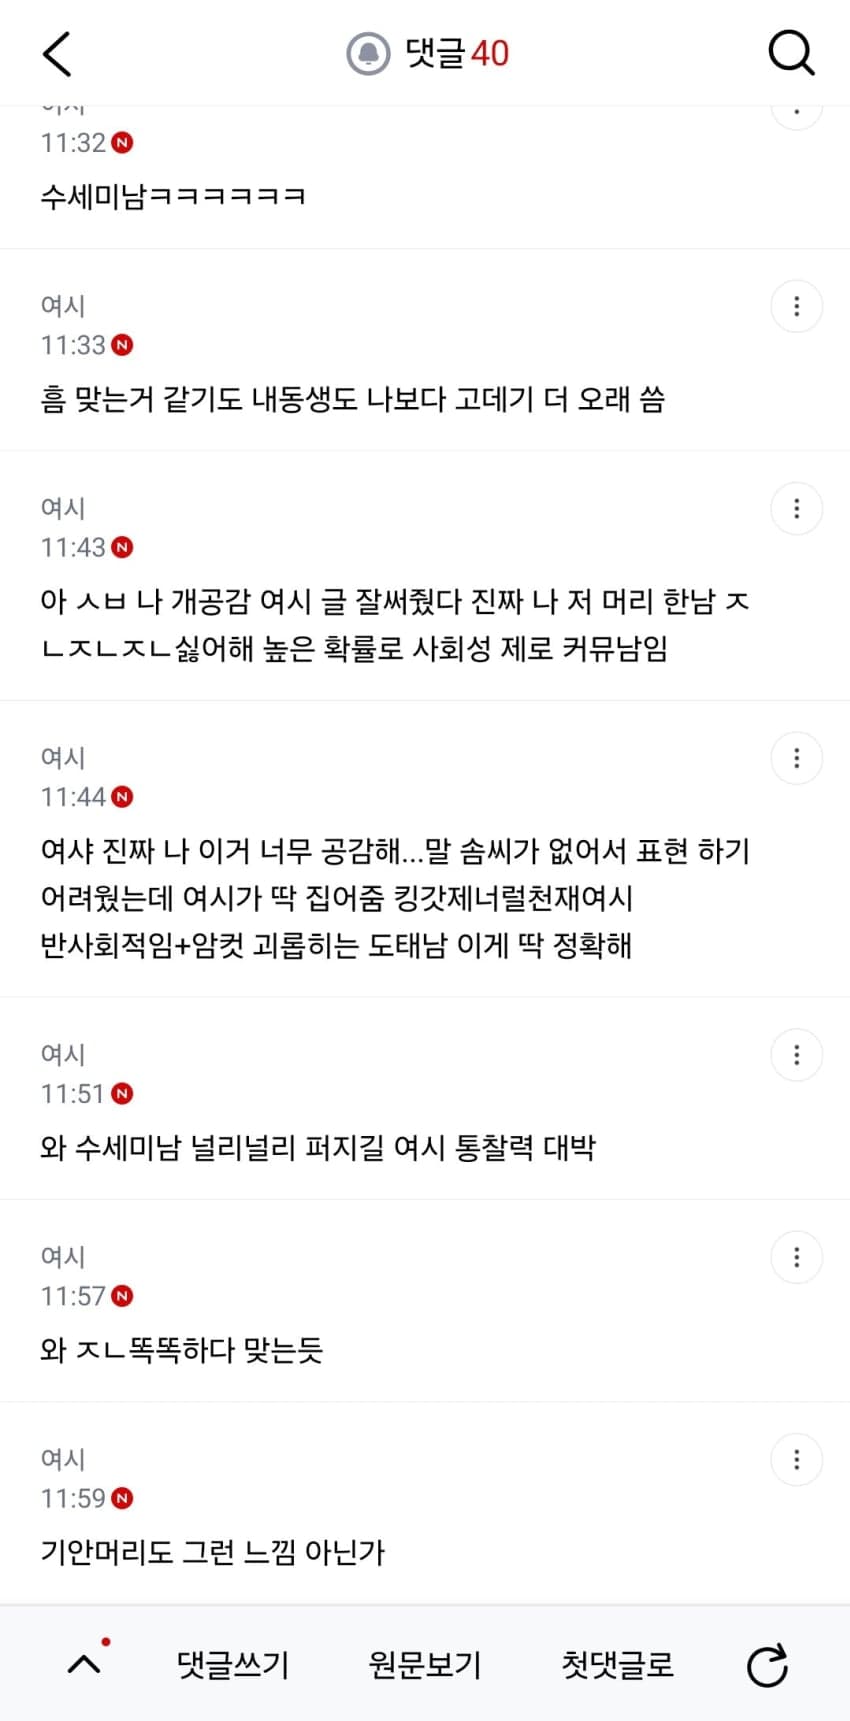 댓글 40
11:32 N
수세미남ㅋㅋㅋㅋㅋㅋ
여시
11:33 N
흠 맞는거 같기도 내동생도 나보다 고데기 더 오래 씀
여시
11:43 N
아 ㅅㅂ 나 개공감 여시 글 잘써줬다 진짜 나 저 머리 한남 ㅈ
ㄴㅈㄴㅈㄴ싫어해 높은 확률로 사회성 제로 커뮤남임
여시
11:44 N
여샤 진짜 나 이거 너무 공감해...말 솜씨가 없어서 표현 하기
어려웠는데 여시가 딱 집어줌 킹갓제너럴천재여시
반사회적임+암컷 괴롭히는 도태남 이게 딱 정확해
여시
11:51 N
와 수세미남 널리널리 퍼지길 여시 통찰력 대박
여시
11:57 N
와 ㅈㄴ똑똑하다 맞는듯
여시
11:59 N
기안머리도 그런 느낌 아닌가
댓글쓰기 원문보기 첫댓글로